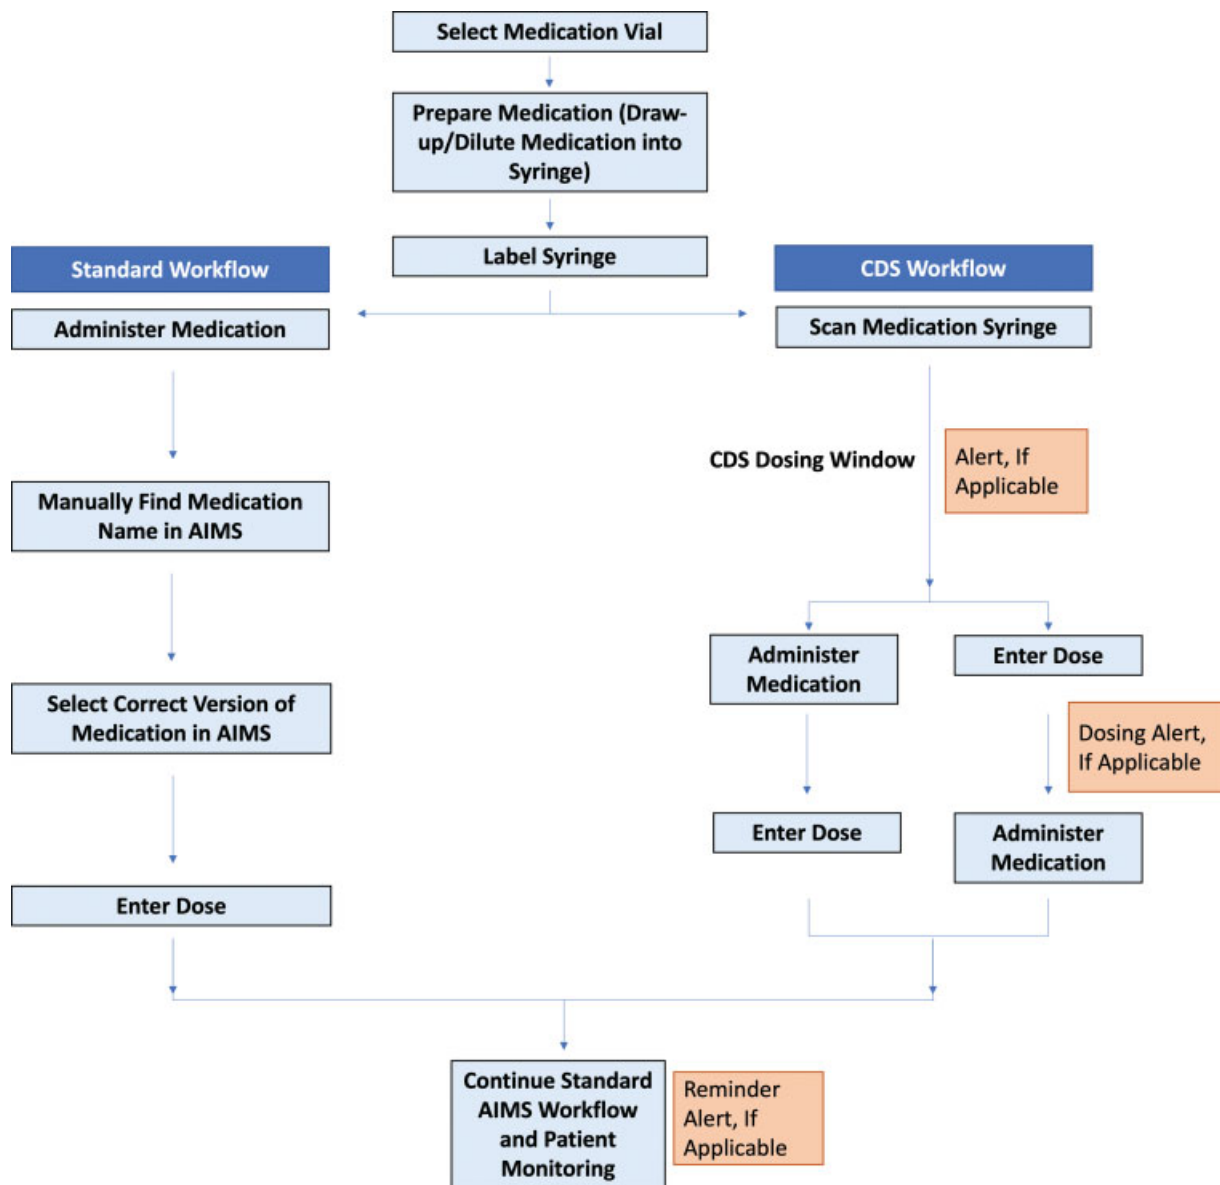 Select Medication Vial
Prepare Medication (Draw-
up/Dilute Medication into
Syringe)
Label Syringe
Standard Workflow
Administer Medication
Manually Find Medication
Name in AIMS
Select Correct Version of
Medication in AIMS
Enter Dose
CDS Workflow
Scan Medication Syringe
CDS Dosing Window
Alert, If
Applicable
Administer
Medication
Enter Dose
Enter Dose
Dosing Alert,
If Applicable
Administer
Medication
Continue Standard
AIMS Workflow
and Patient
Monitoring
Reminder
Alert, If
Applicable